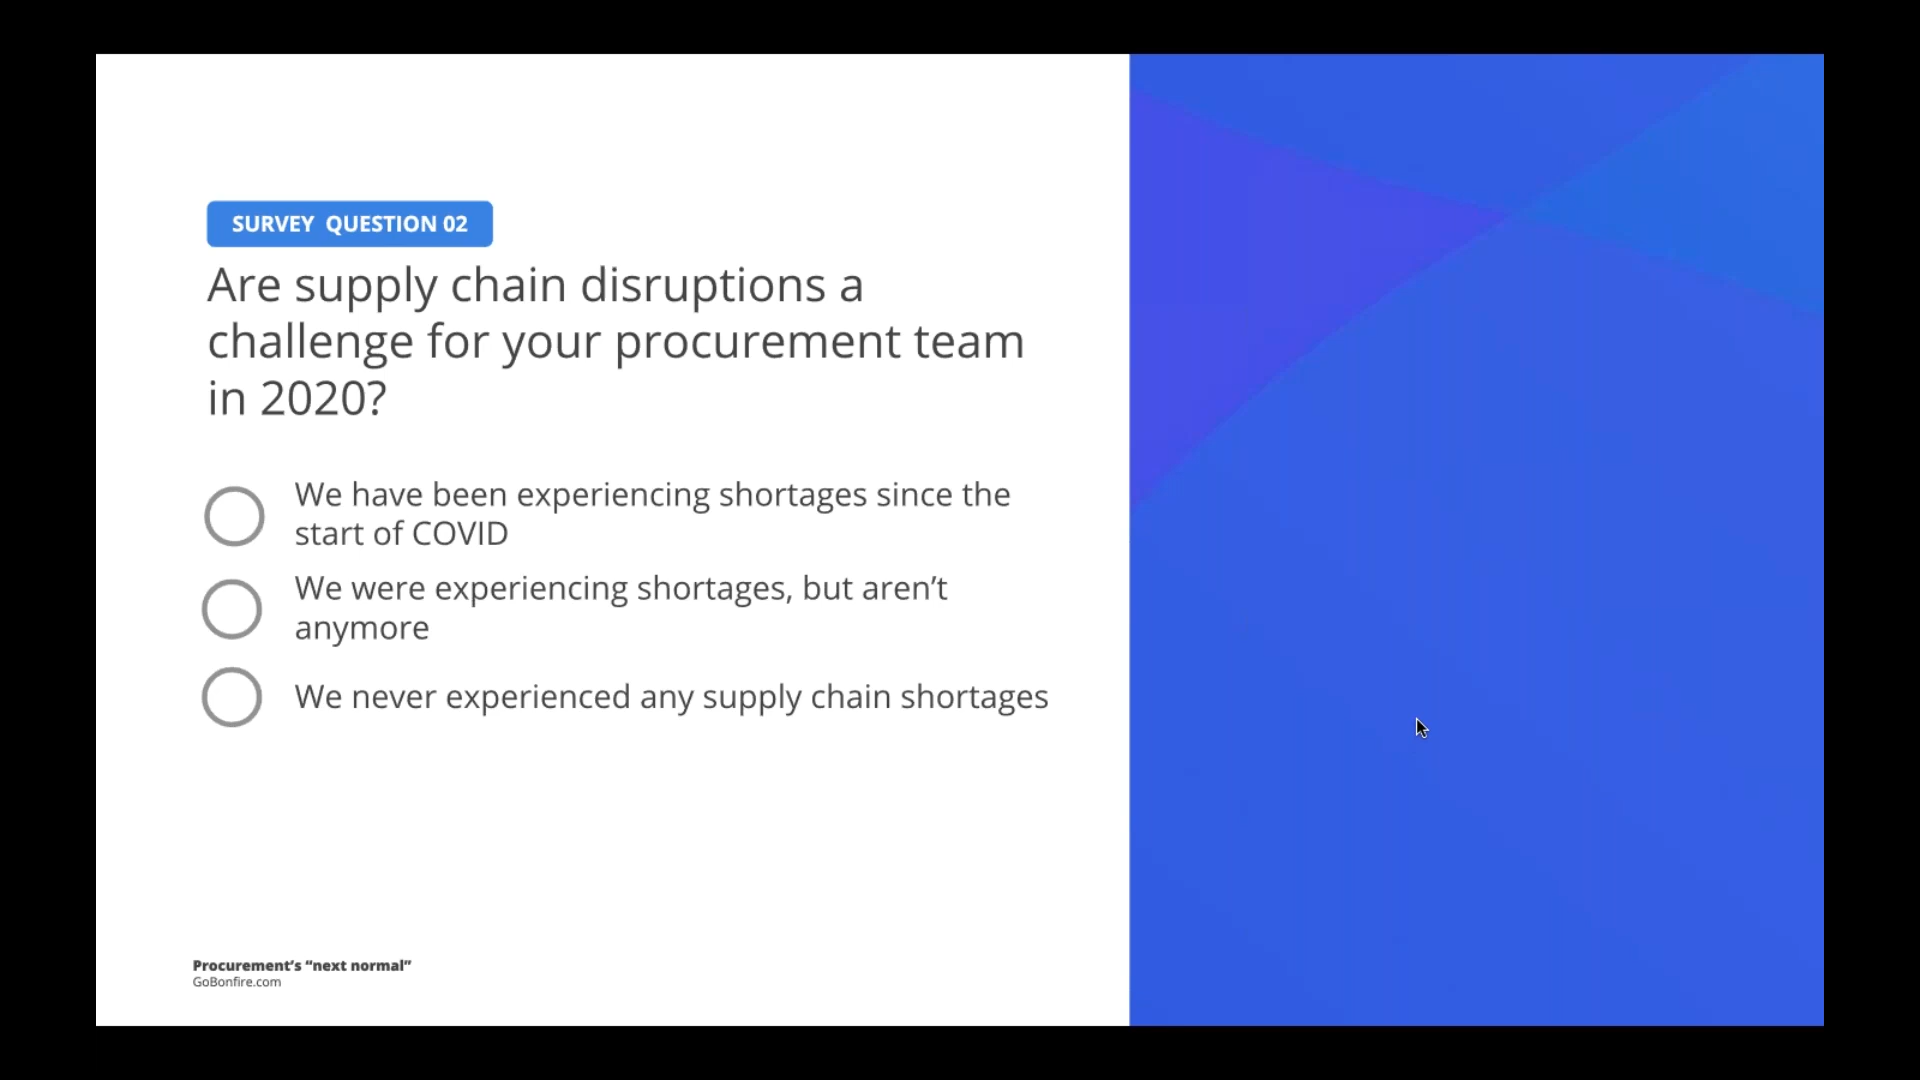 SURVEY QUESTION 02
Are supply chain disruptions a
challenge for your procurement team
in 2020?
We have been experiencing shortages since the
start of COVID
We were experiencing shortages, but aren’t
anymore
We never experienced any supply chain shortages
Procurement’s “next normal”
GoBonfire.com